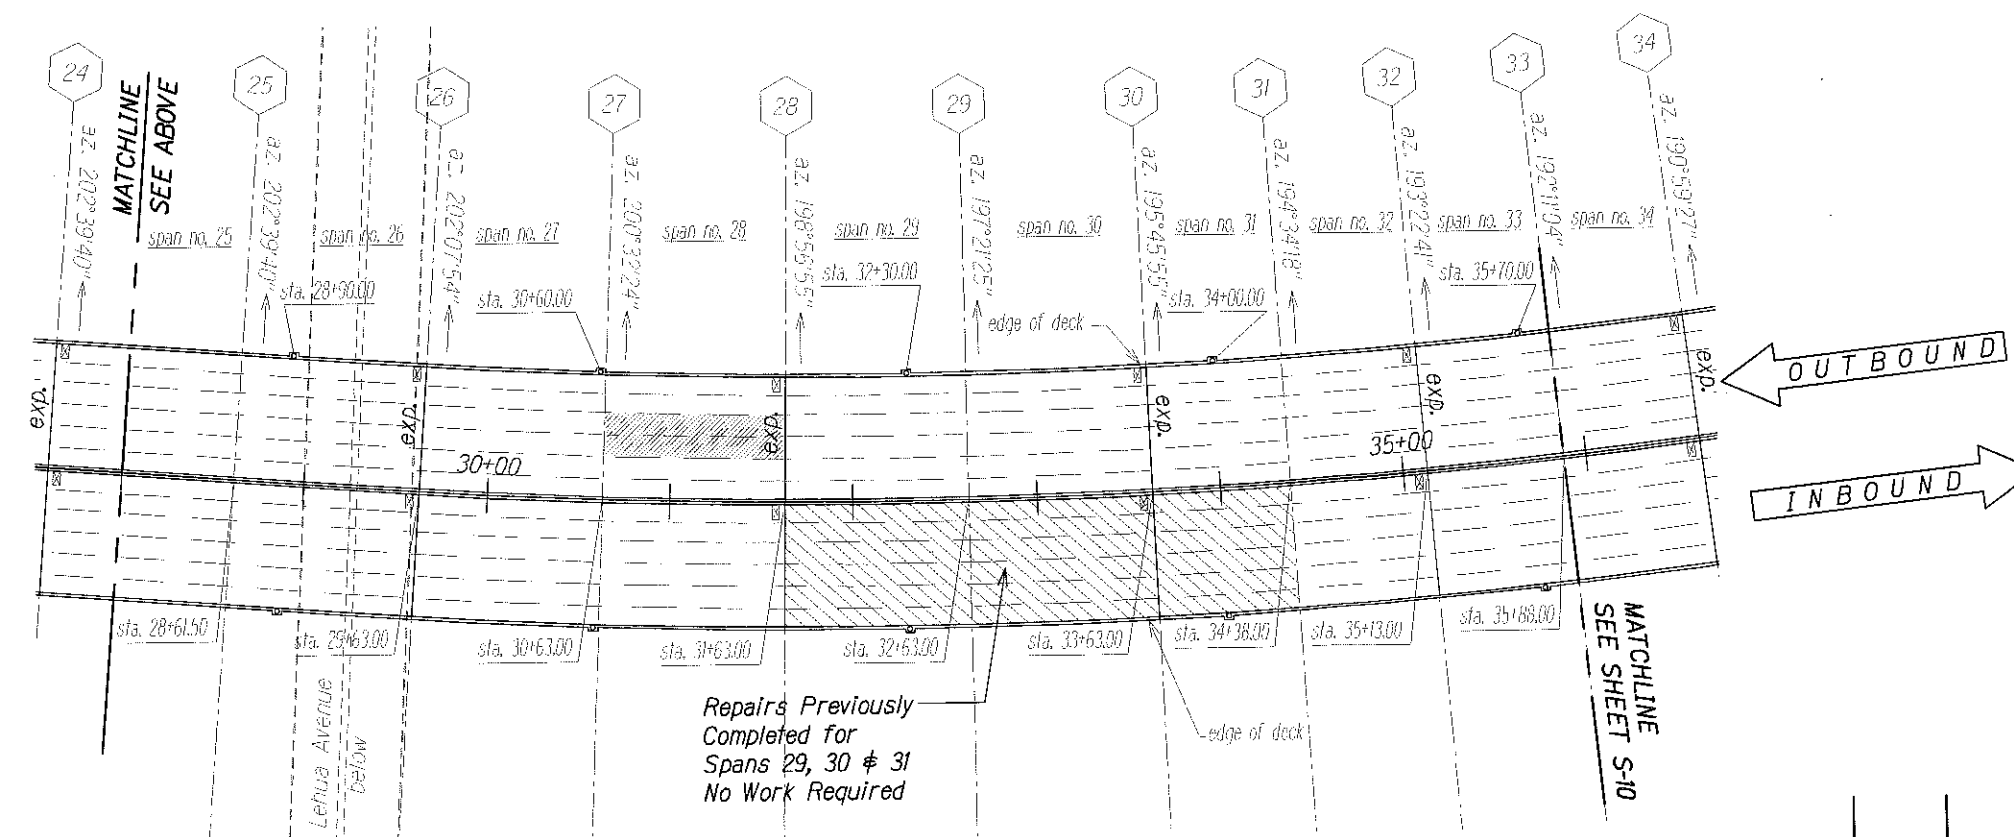 24
25
26
27
28
29
30
31
32
33
34
MATCHLINE
SEE ABOVE
az. 202°39'40"
az. 202°39'40"
az. 202°07'54"
az. 200°32'24"
az. 198°56'55"
az. 197°21'25"
az. 195°45'55"
az. 194°34'18"
az. 193°22'41"
az. 192°11'04"
az. 190°59'27"
span no. 25
span no. 26
span no. 27
span no. 28
span no. 29
span no. 30
span no. 31
span no. 32
span no. 33
span no. 34
sta. 28+90.00
sta. 30+60.00
sta. 32+30.00
edge of deck
sta. 34+00.00
sta. 35+70.00
exp.
exp.
exp.
exp.
exp.
exp.
OUTBOUND
30+00
35+00
INBOUND
sta. 28+61.50
sta. 29+63.00
sta. 30+63.00
sta. 31+63.00
sta. 32+63.00
sta. 33+63.00
sta. 34+38.00
sta. 35+13.00
sta. 35+88.00
Lehua Avenue
below
Repairs Previously
Completed for
Spans 29, 30 & 31
No Work Required
edge of deck
MATCHLINE
SEE SHEET S-10